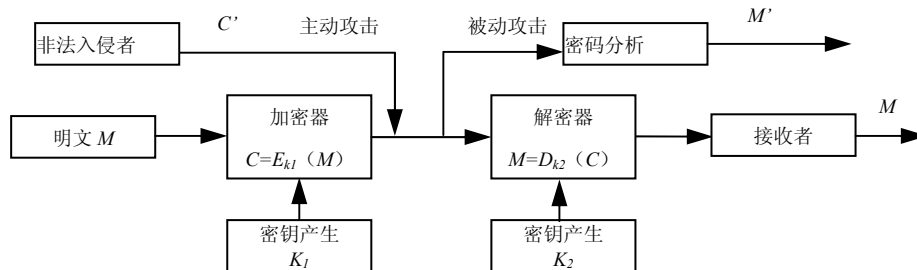 C’ 主动攻击 被动攻击 M’
非法入侵者 密码分析
M
加密器 解密器
明文 M 接收者
C=Ek1（M） M=Dk2（C）
密钥产生 密钥产生
K1 K2